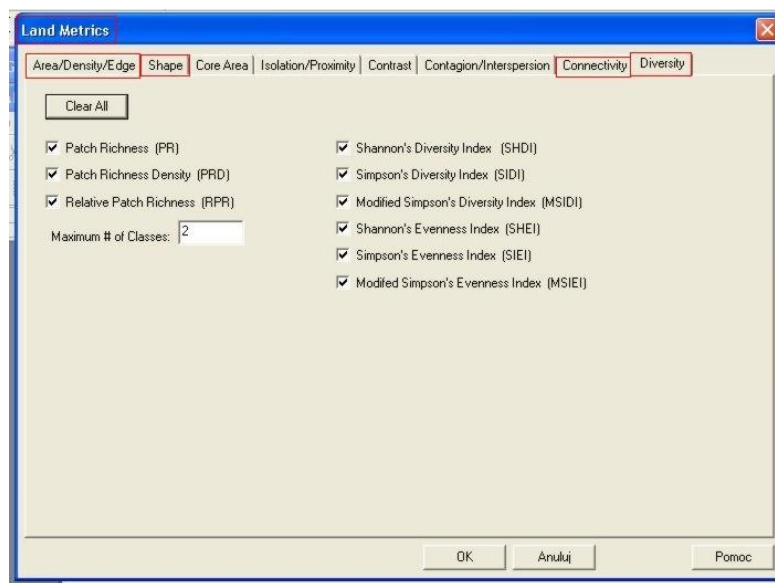 Land Metrics
Area/Density/Edge Shape Core Area Isolation/Proximity Contrast Contagion/Interspersion Connectivity Diversity
Clear All
Patch Richness (PR)
Patch Richness Density (PRD)
Relative Patch Richness (RPR)
Maximum # of Classes: 2
Shannon's Diversity Index (SHDI)
Simpson's Diversity Index (SIDI)
Modified Simpson's Diversity Index (MSIDI)
Shannon's Evenness Index (SHEI)
Simpson's Evenness Index (SIEI)
Modifed Simpson's Evenness Index (MSIEI)
OK Anuluj Pomoc